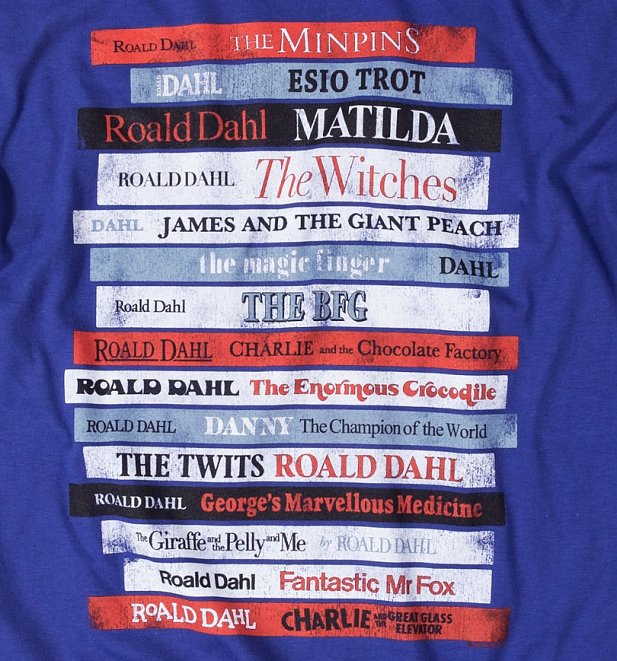 ROALD DAHL THE MINPINS
ROALD DAHL ESIO TROT
Roald Dahl MATILDA
ROALD DAHL The Witches
DAHL JAMES AND THE GIANT PEACH
the magic finger DAHL
Roald Dahl THE BFG
ROALD DAHL CHARLIE and the Chocolate Factory
ROALD DAHL The Enormous Crocodile
ROALD DAHL DANNY The Champion of the World
THE TWITS ROALD DAHL
ROALD DAHL George's Marvellous Medicine
The Giraffe and the Pelly and Me by ROALD DAHL
Roald Dahl Fantastic Mr Fox
ROALD DAHL CHARLIE AND THE GREAT GLASS ELEVATOR